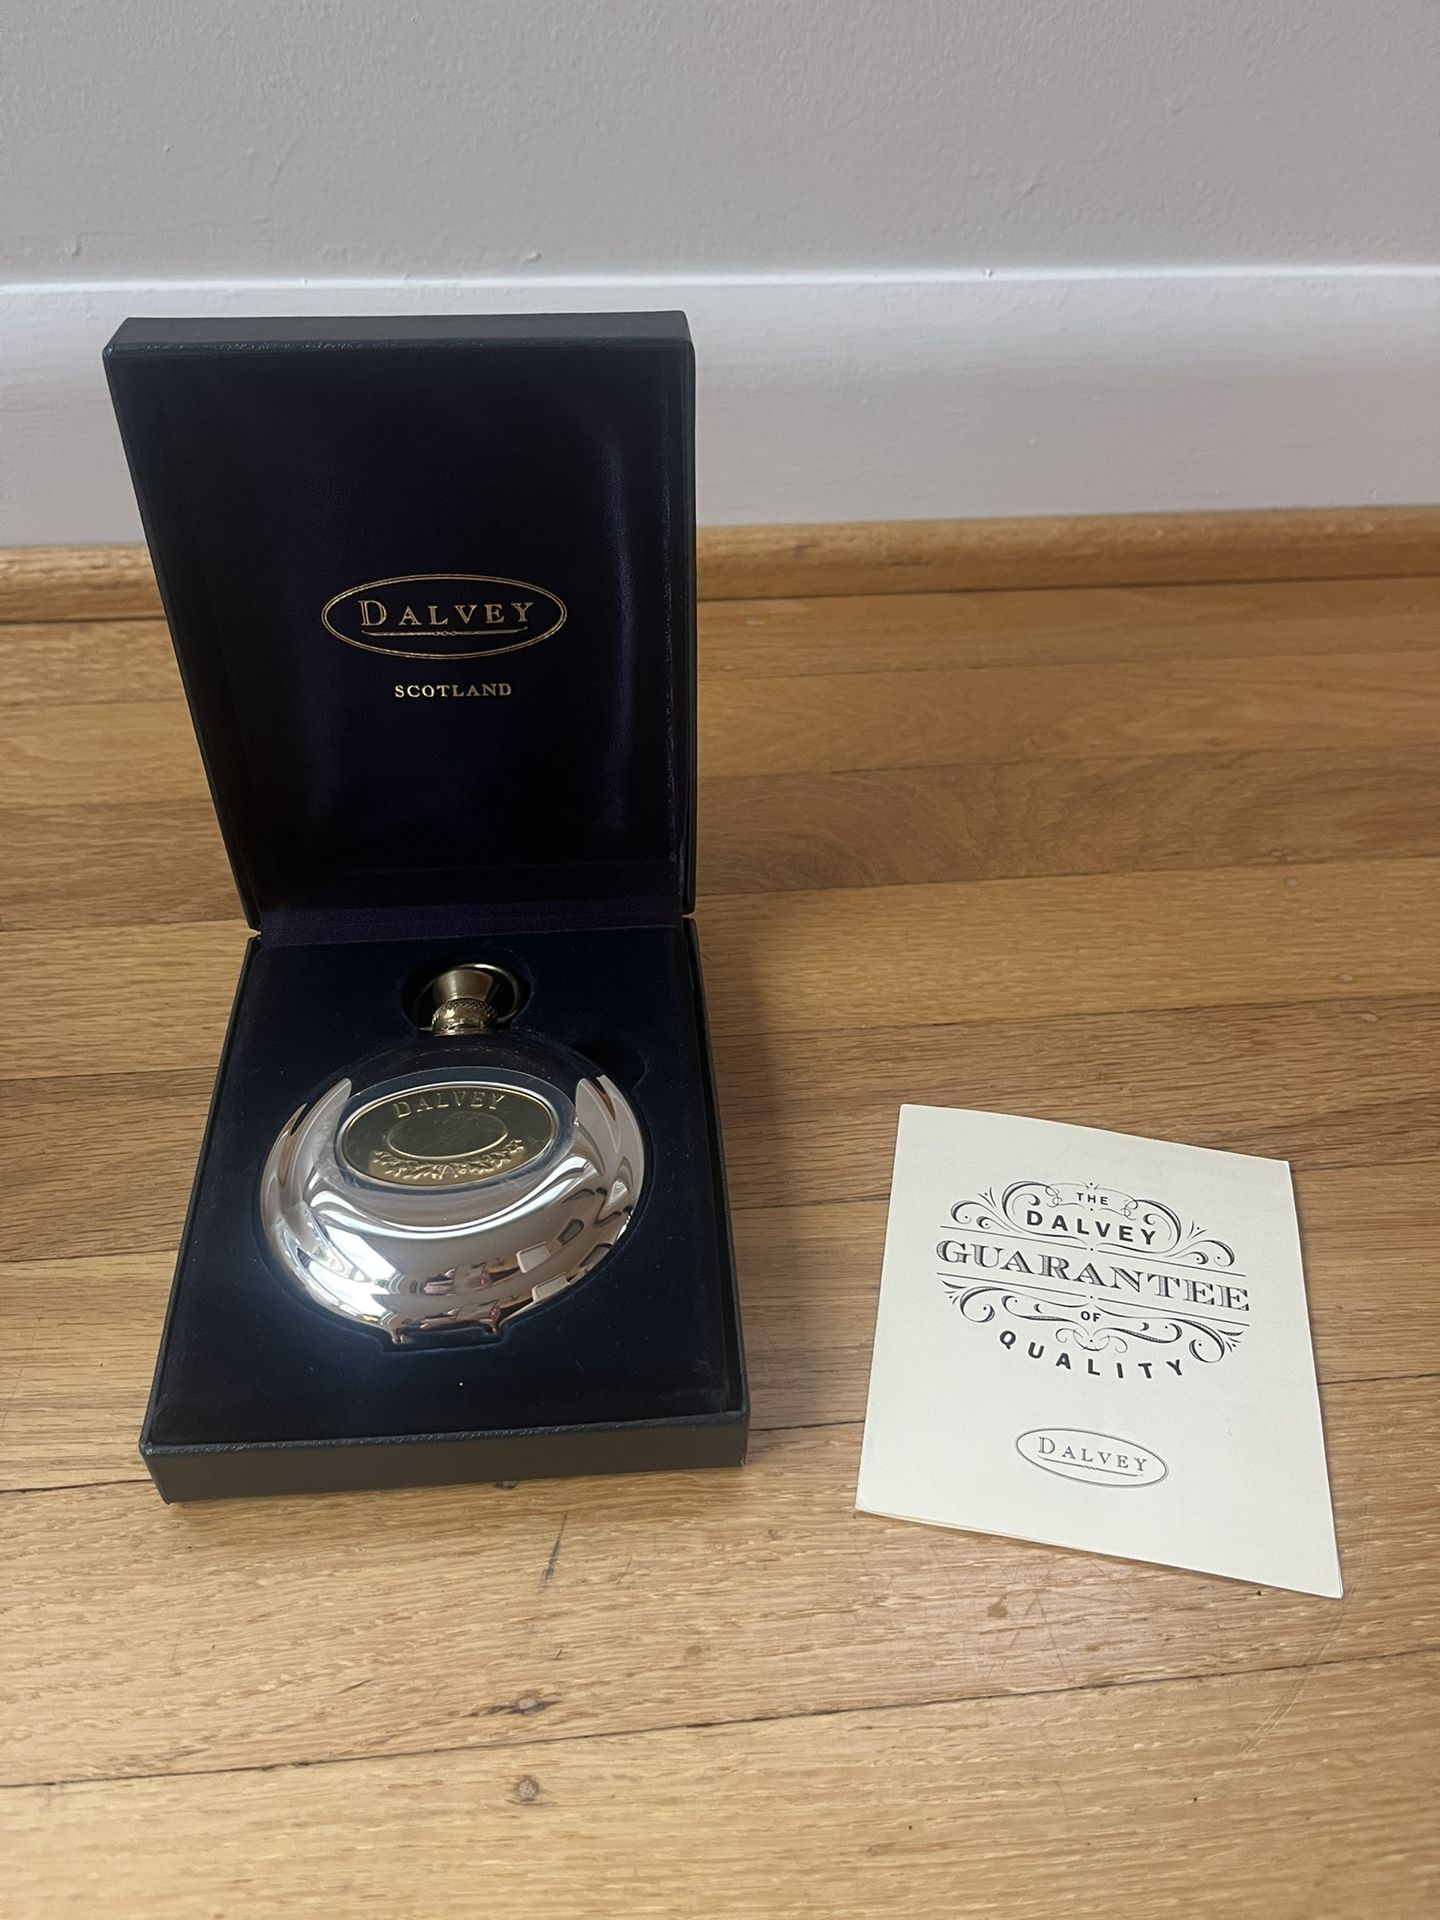 DALVEY
SCOTLAND
DALVEY
THE
DALVEY
GUARANTEE
OF
QUALITY
DALVEY